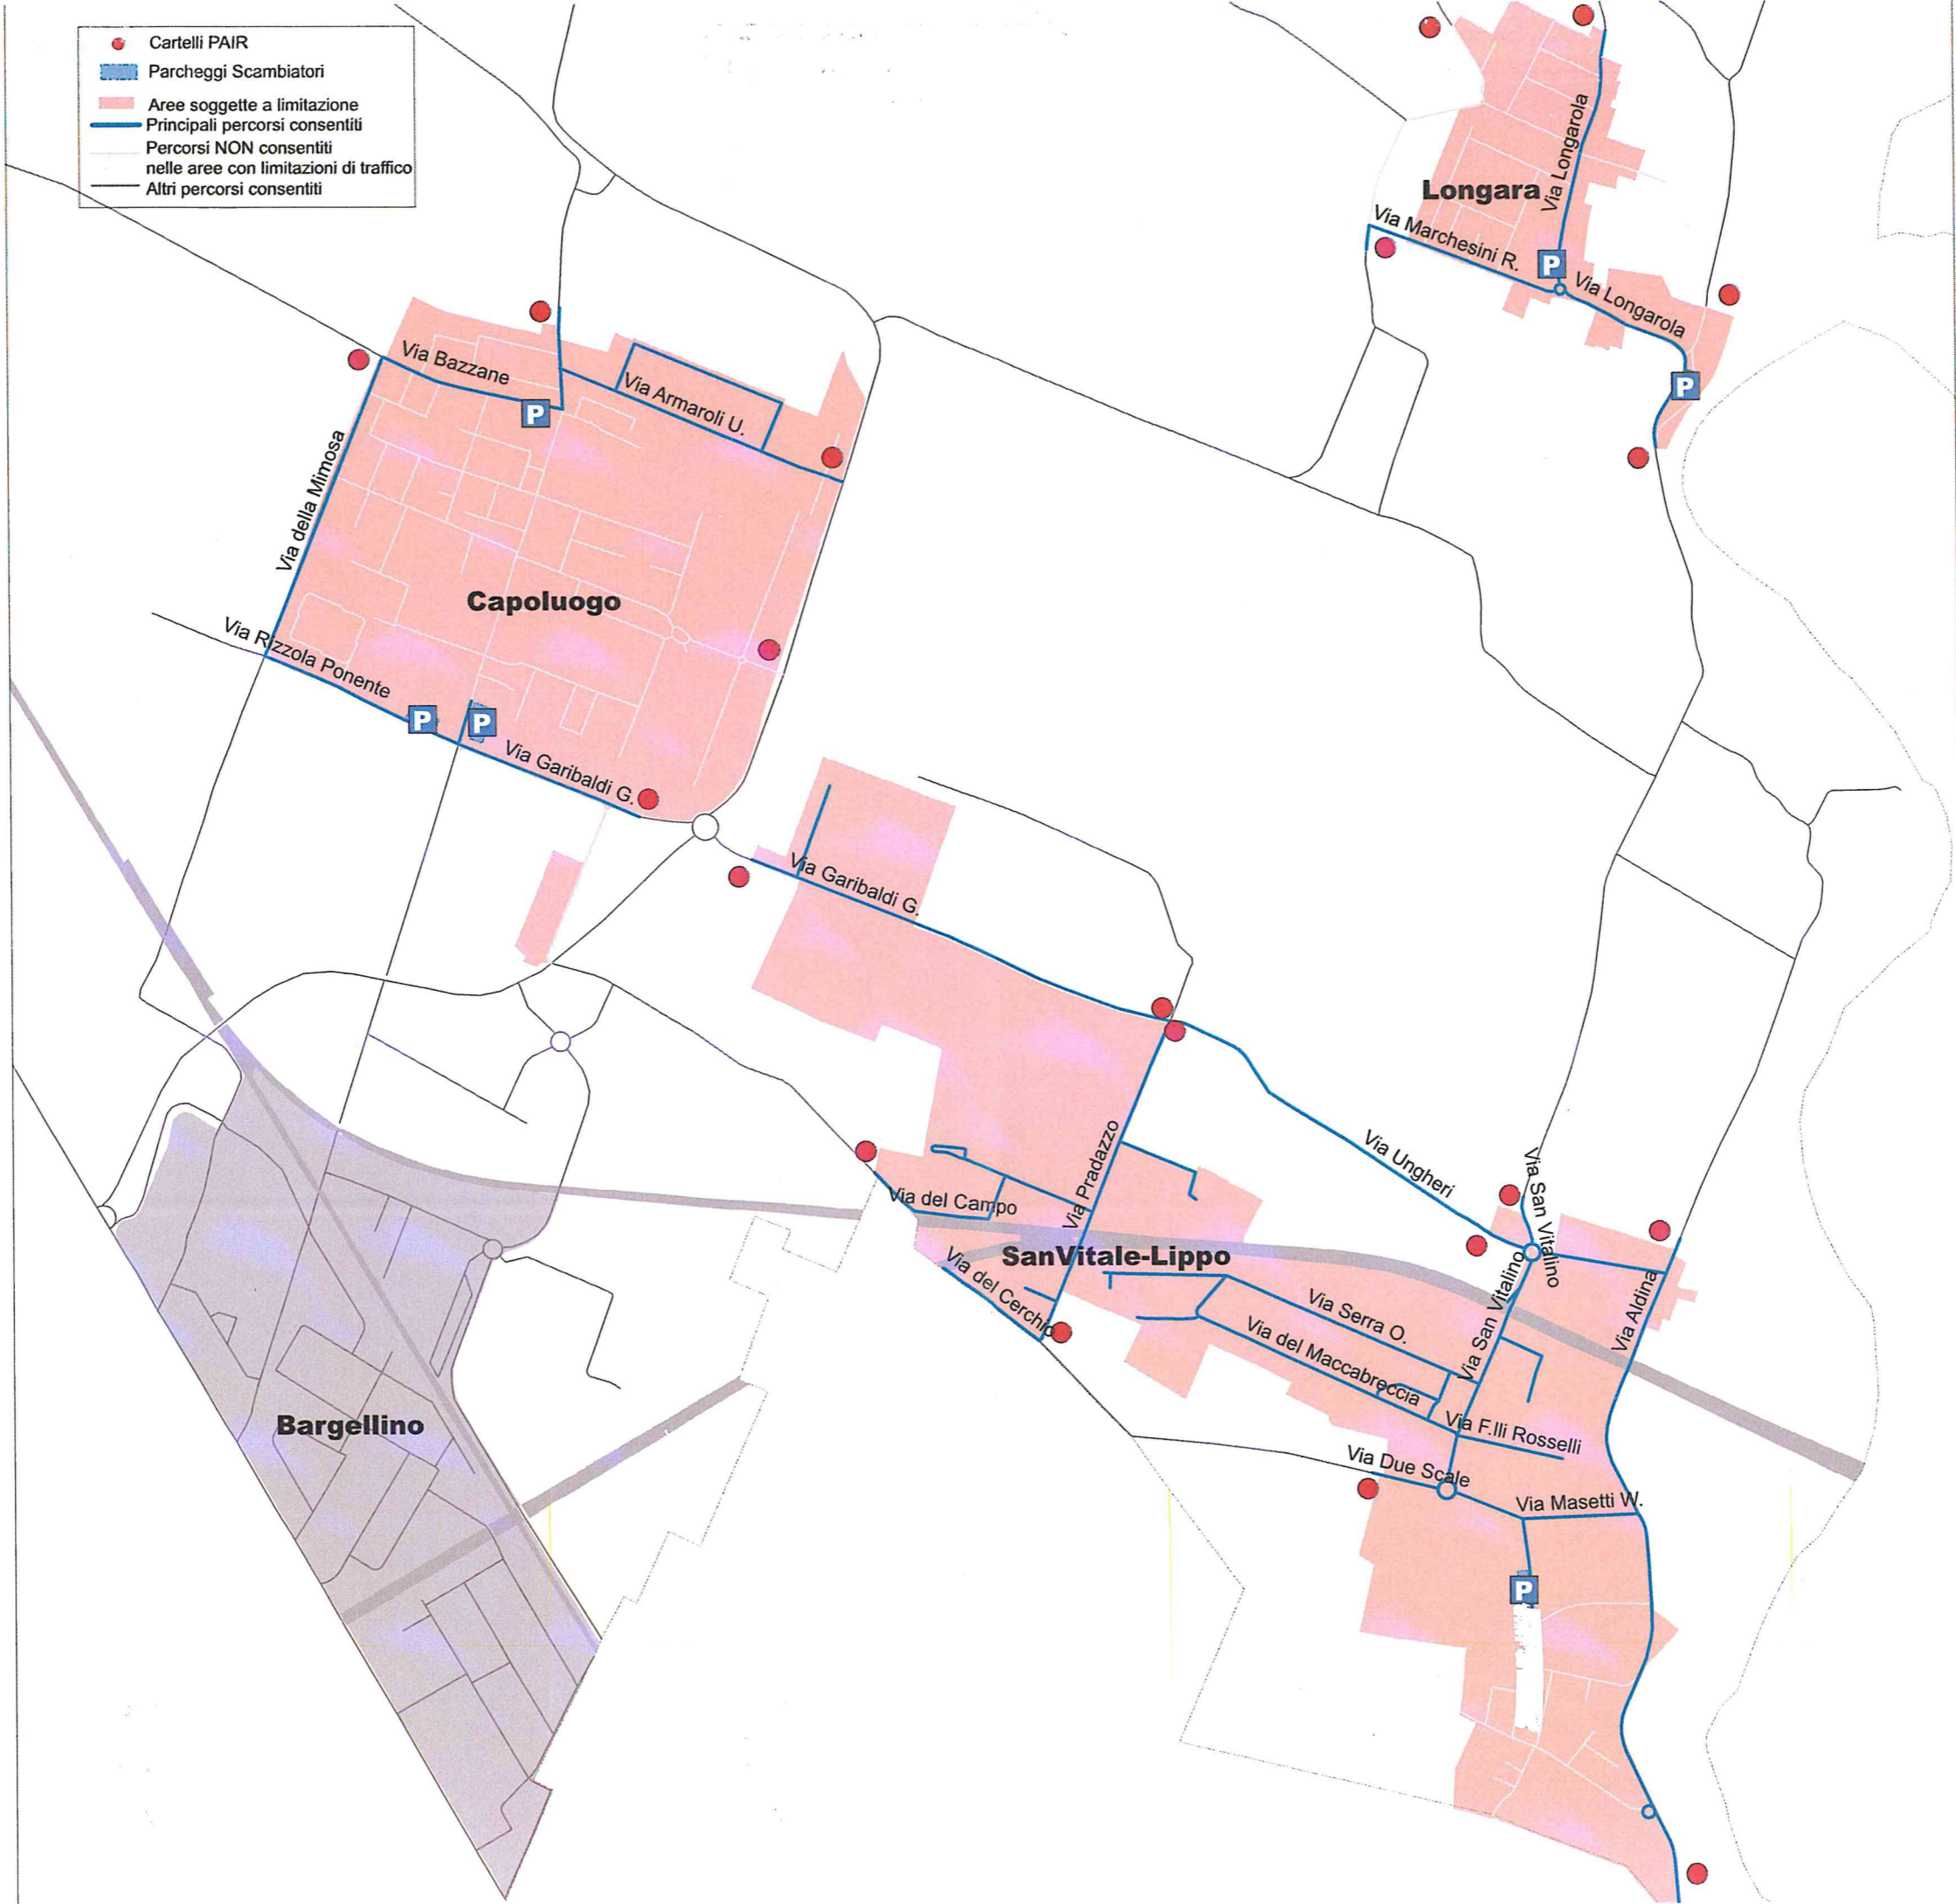 Cartelli PAIR
Parcheggi Scambiatori
Aree soggette a limitazione
Principali percorsi consentiti
Percorsi NON consentiti
nelle aree con limitazioni di traffico
Altri percorsi consentiti
Longara
Via Longarola
Via Marchesini R.
P
Via Longarola
P
Via Bazzane
P
Via Armaroli U.
Via della Mimosa
Capoluogo
Via Rizzola Ponente
P
P
Via Garibaldi G.
Via Garibaldi G.
Via Pradazzo
Via Ungheri
Via San Vitalino
Via del Campo
SanVitale-Lippo
Via del Cerchio
Via Serra O.
Via San Vitalino
Via Aldina
Via del Maccabreccia
Via F.lli Rosselli
Bargellino
Via Due Scale
Via Masetti W.
P